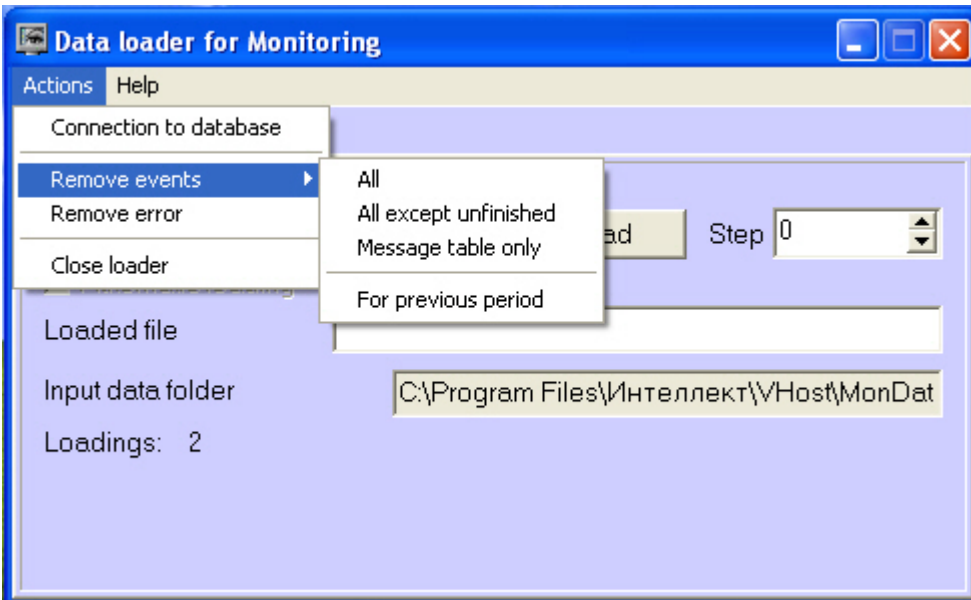 Data loader for Monitoring
Actions Help
Connection to database
Remove events
All
Remove error
All except unfinished
Message table only
Close loader
For previous period
Step 0
Loaded file
Input data folder C:\Program Files\Интеллект\VHost\MonDat
Loadings: 2